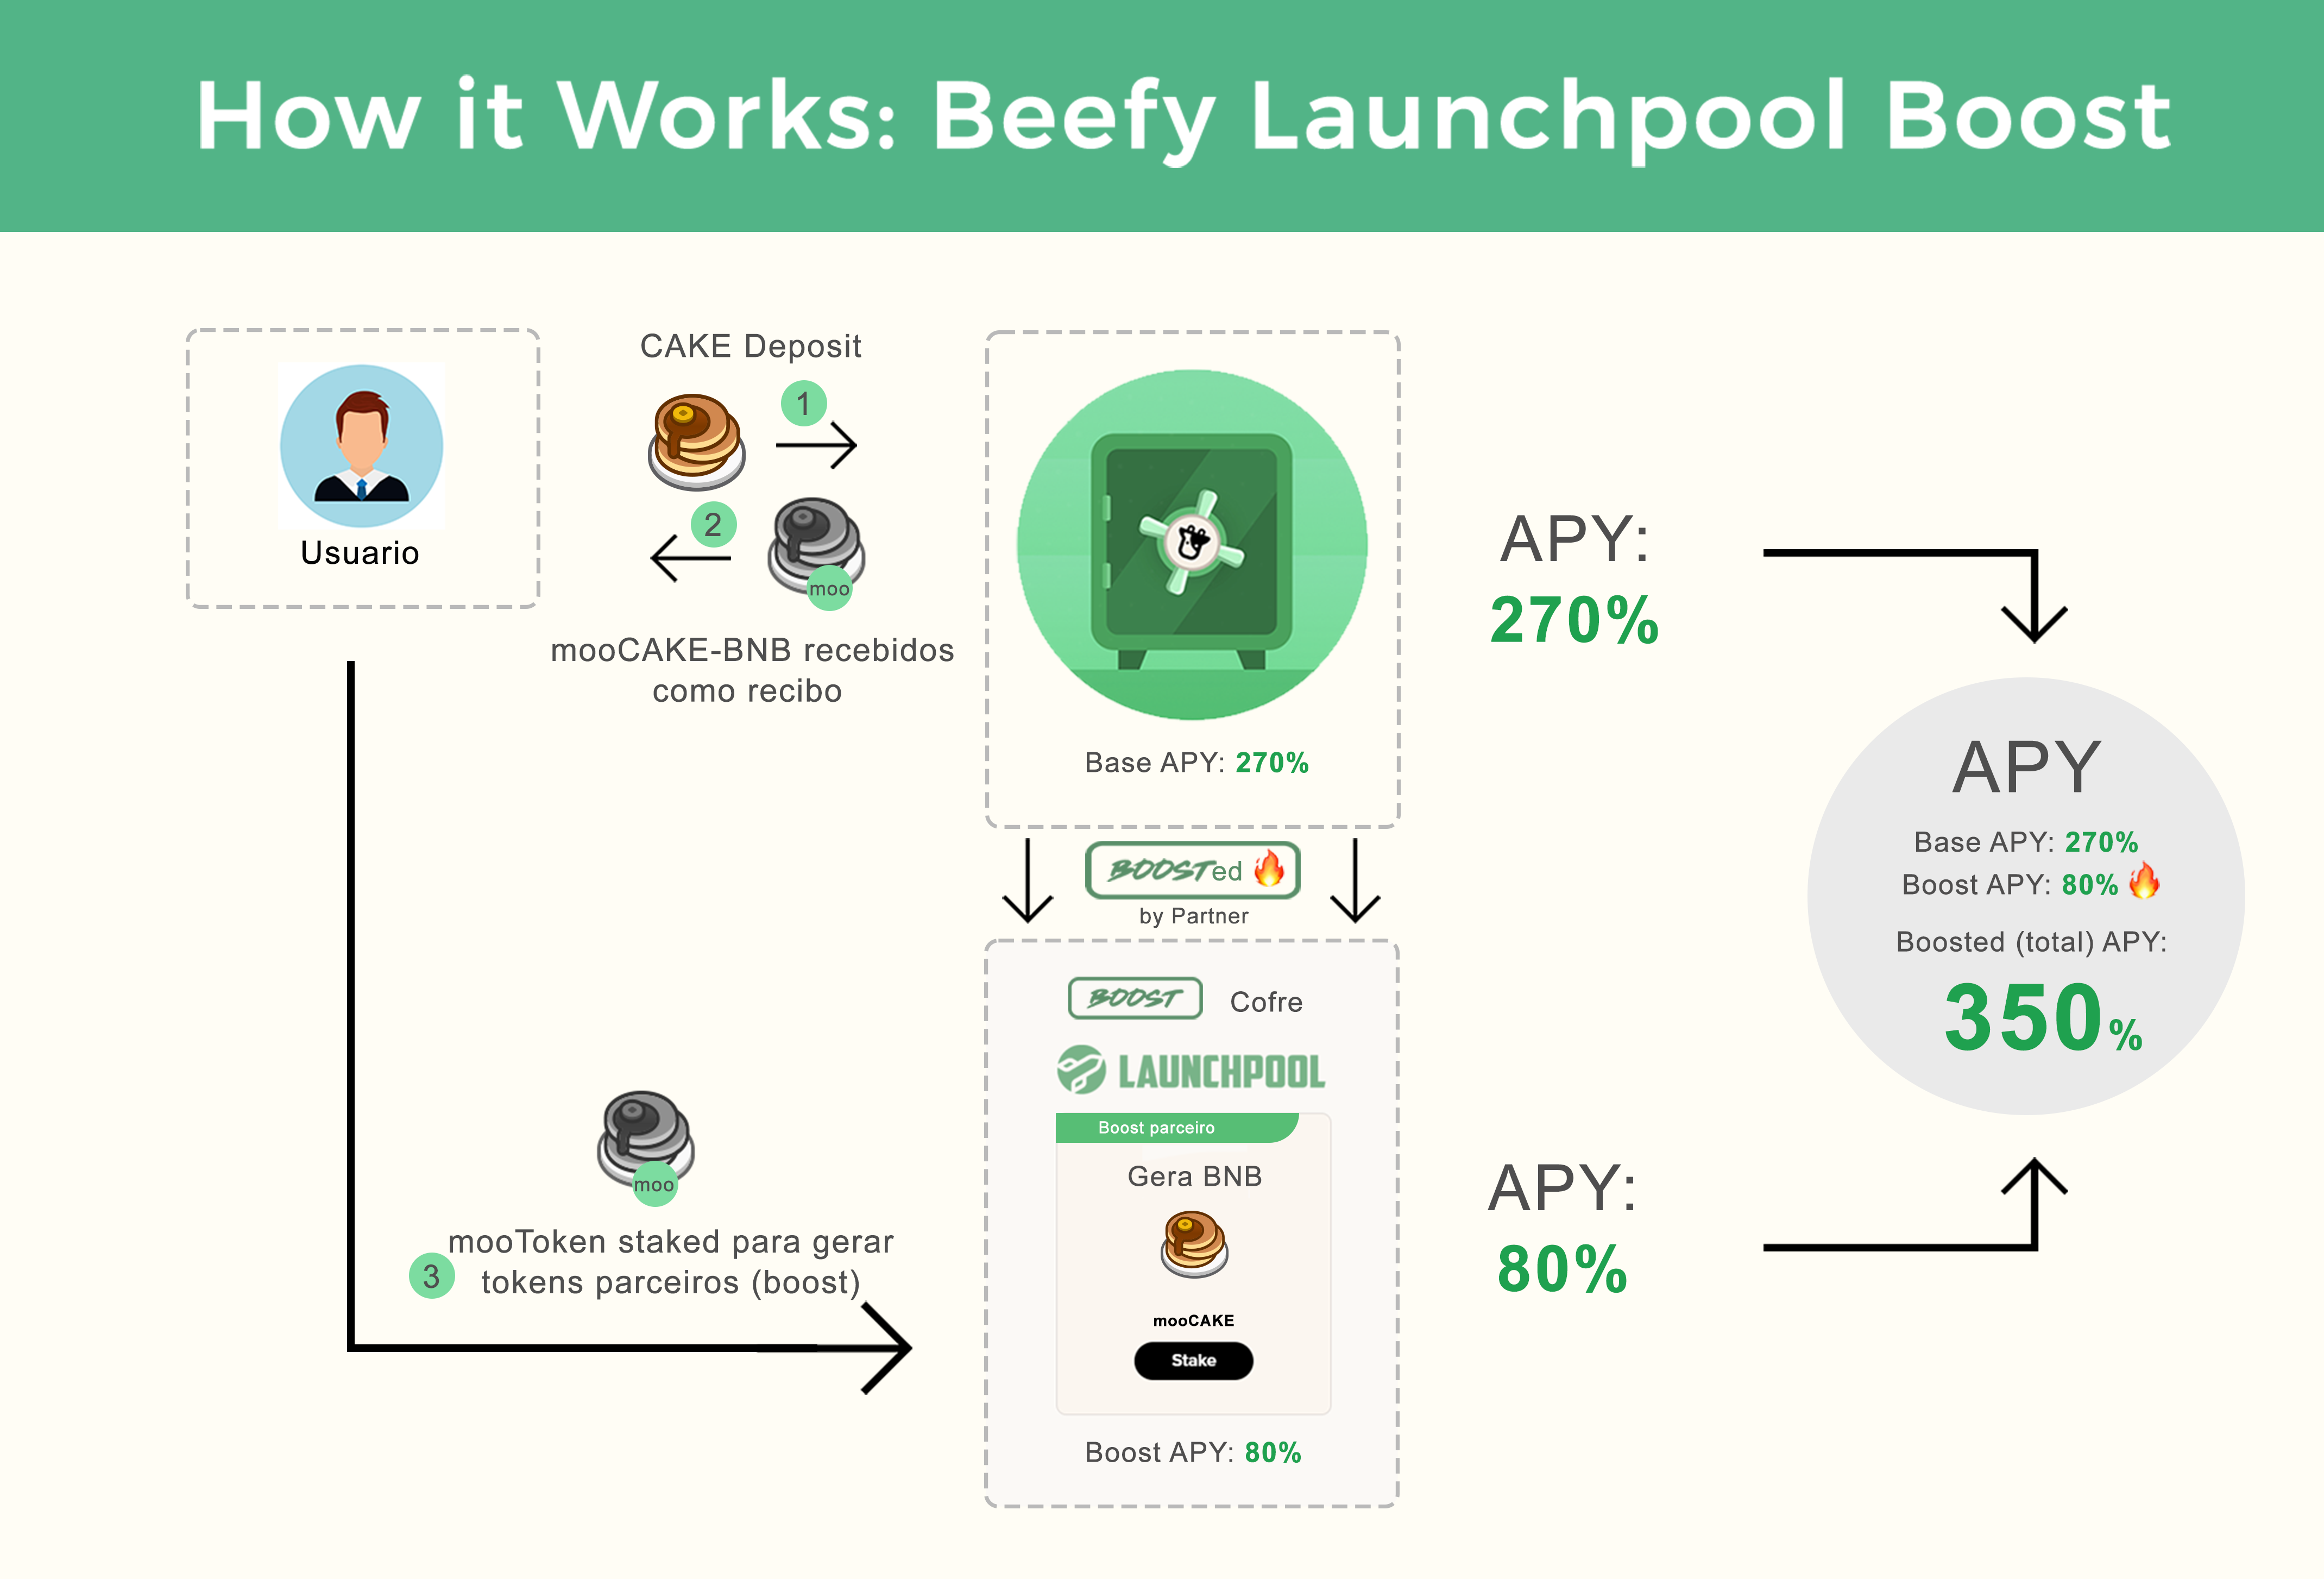 How it Works: Beefy Launchpool Boost
Usuario
CAKE Deposit
1
2
moo
mooCAKE-BNB recebidos
como recibo
Base APY: 270%
BOOSTed
by Partner
BOOST Cofre
LAUNCHPOOL
Boost parceiro
Gera BNB
mooCAKE
Stake
Boost APY: 80%
moo
mooToken staked para gerar
3 tokens parceiros (boost)
APY:
270%
APY:
80%
APY
Base APY: 270%
Boost APY: 80%
Boosted (total) APY:
350%